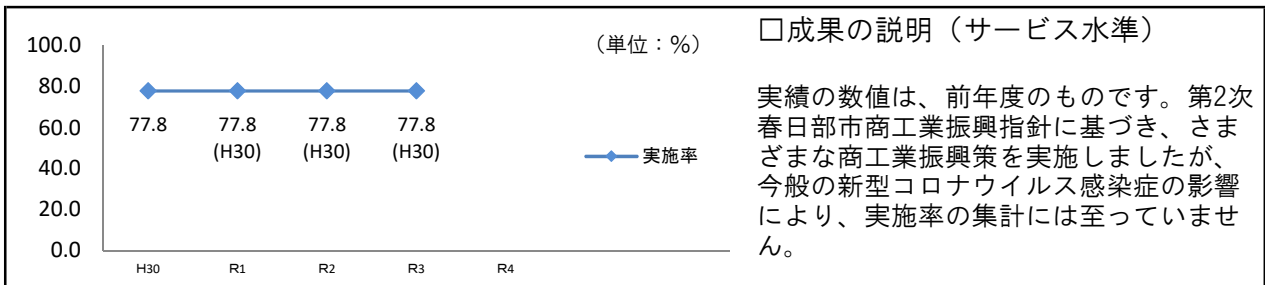 100.0
80.0
60.0
40.0
20.0
0.0
（単位：％）
77.8
77.8
(H30)
77.8
(H30)
77.8
(H30)
実施率
H30
R1
R2
R3
R4
□成果の説明（サービス水準）
実績の数値は、前年度のものです。第2次
春日部市商工業振興指針に基づき、さま
ざまな商工業振興策を実施しましたが、
今般の新型コロナウイルス感染症の影響
により、実施率の集計には至っていませ
ん。